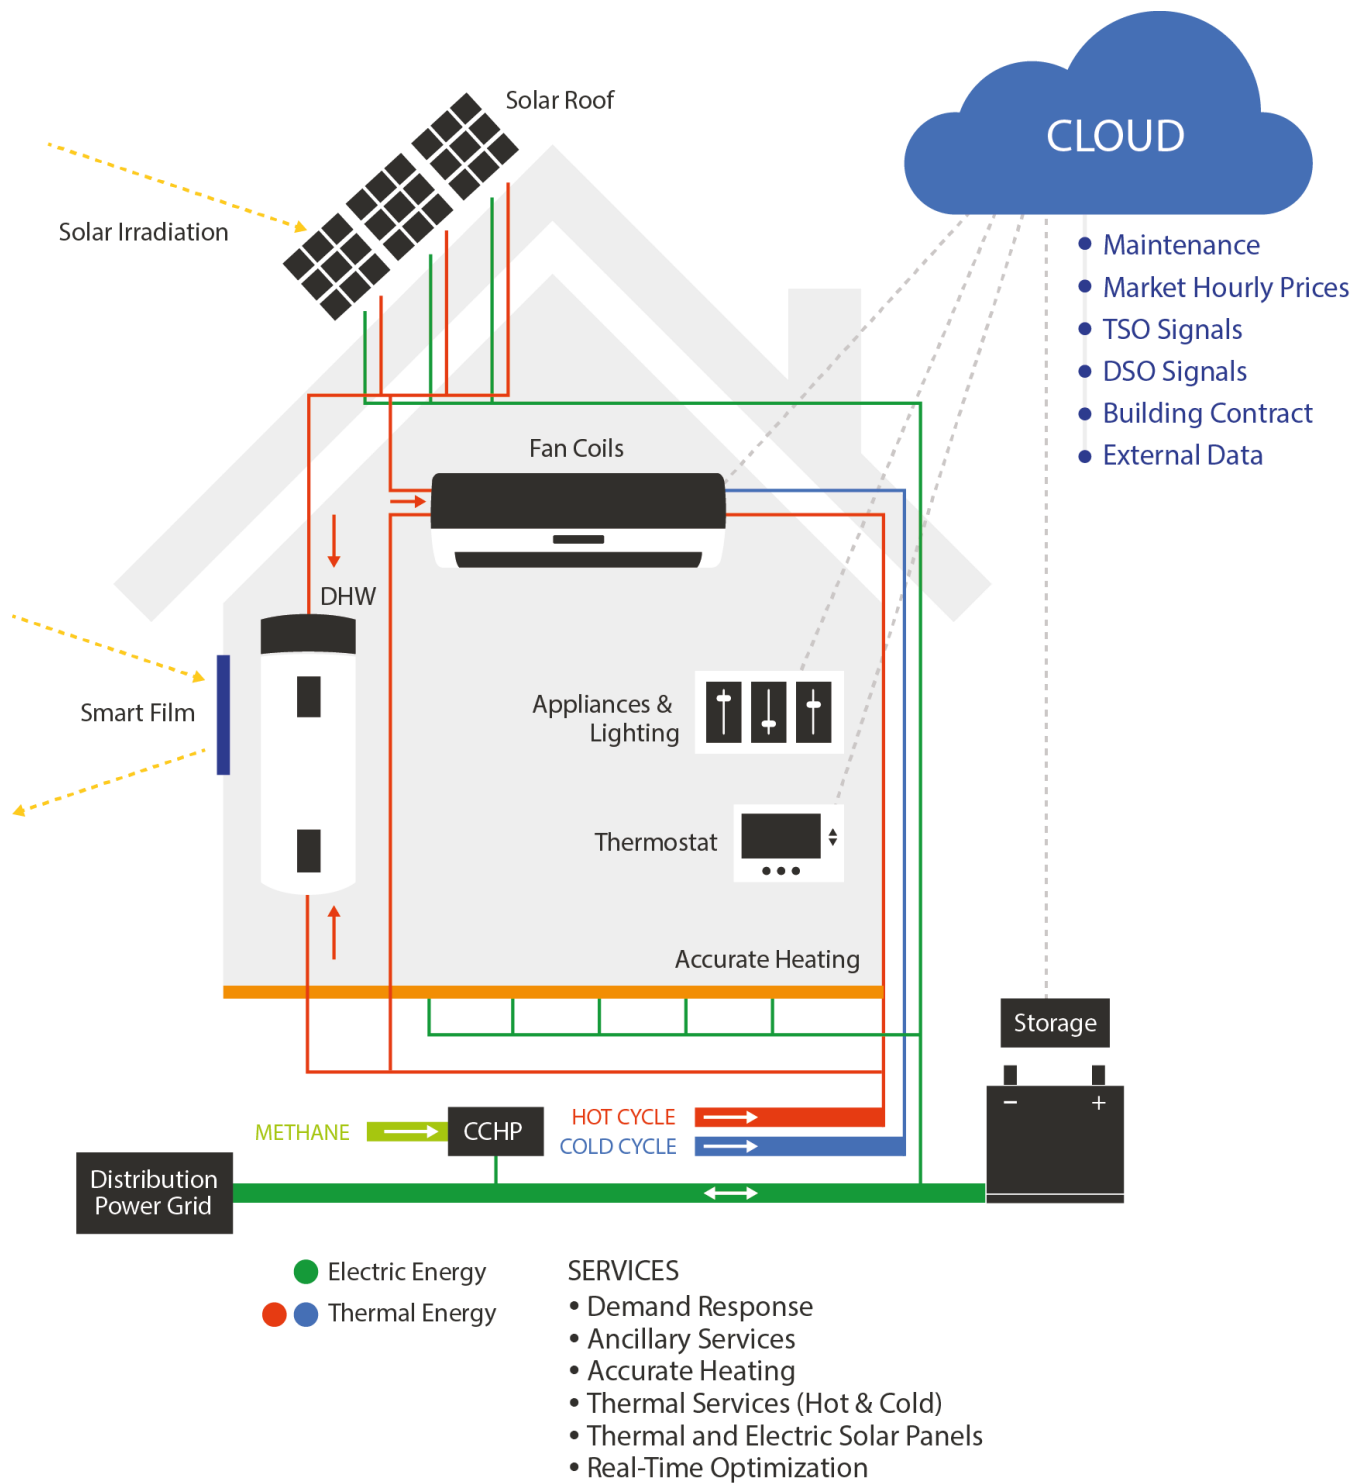 Solar Roof
CLOUD
Solar Irradiation
• Maintenance
• Market Hourly Prices
• TSO Signals
• DSO Signals
• Building Contract
• External Data
Fan Coils
DHW
Smart Film
Appliances &
Lighting
Thermostat
Accurate Heating
Storage
− +
HOT CYCLE
METHANE
CCHP
COLD CYCLE
Distribution
Power Grid
Electric Energy
Thermal Energy
SERVICES
• Demand Response
• Ancillary Services
• Accurate Heating
• Thermal Services (Hot & Cold)
• Thermal and Electric Solar Panels
• Real-Time Optimization